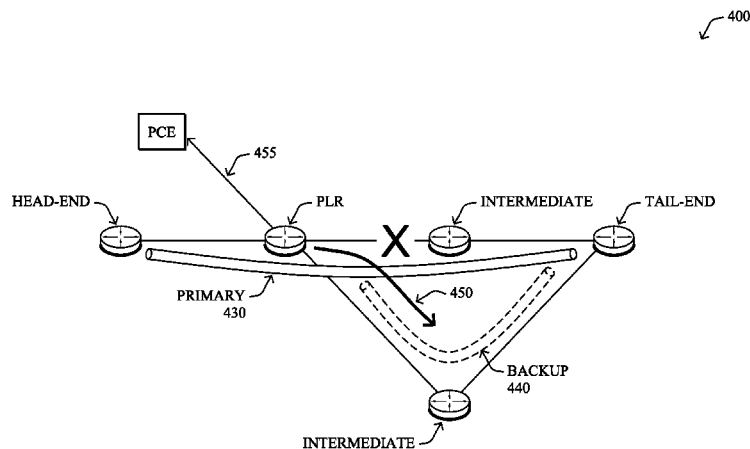 400
PCE
455
HEAD-END
PLR
INTERMEDIATE
TAIL-END
X
PRIMARY
430
450
BACKUP
440
INTERMEDIATE